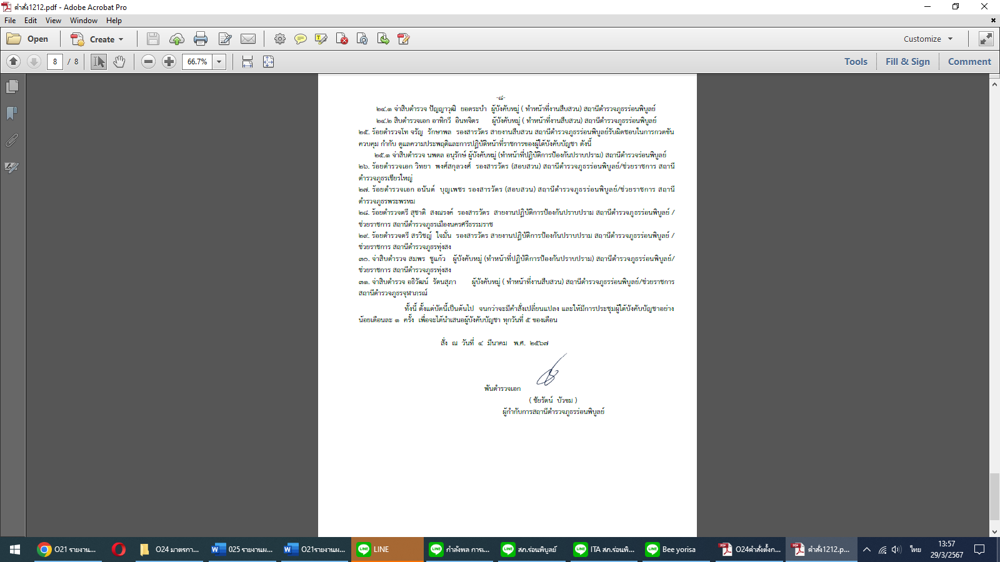 คำสั่ง1212.pdf - Adobe Acrobat Pro
File Edit View Window Help
Open Create Customize
8 / 8 66.7% Tools Fill & Sign Comment
-๘-
๒๔.๑ จ่าสิบตำรวจ ปัญญาวุฒิ ยอดระบำ ผู้บังคับหมู่ ( ทำหน้าที่งานสืบสวน) สถานีตำรวจภูธรร่อนพิบูลย์
๒๔.๒ สิบตำรวจเอก อาทิกวี อินทจิตร ผู้บังคับหมู่ ( ทำหน้าที่งานสืบสวน) สถานีตำรวจภูธรร่อนพิบูลย์
๒๕. ร้อยตำรวจโท จรัญ รักษาพล รองสารวัตร สายงานสืบสวน สถานีตำรวจภูธรร่อนพิบูลย์รับผิดชอบในการกวดขัน
ควบคุม กำกับ ดูแลความประพฤติและการปฏิบัติหน้าที่ราชการของผู้ใต้บังคับบัญชา ดังนี้
๒๕.๑ จ่าสิบตำรวจ นพดล อนุรักษ์ ผู้บังคับหมู่ (ทำหน้าที่ปฏิบัติการป้องกันปราบปราม) สถานีตำรวจร่อนพิบูลย์
๒๖. ร้อยตำรวจเอก วิทยา พงศ์สกุลวงศ์ รองสารวัตร (สอบสวน) สถานีตำรวจภูธรร่อนพิบูลย์/ช่วยราชการ สถานี
ตำรวจภูธรเชียรใหญ่
๒๗. ร้อยตำรวจเอก อนันต์ บุญเพชร รองสารวัตร (สอบสวน) สถานีตำรวจภูธรร่อนพิบูลย์/ช่วยราชการ สถานี
ตำรวจภูธรพระพรหม
๒๘. ร้อยตำรวจตรี สุชาติ สงณรงค์ รองสารวัตร สายงานปฏิบัติการป้องกันปราบปราม สถานีตำรวจภูธรร่อนพิบูลย์ /
ช่วยราชการ สถานีตำรวจภูธรเมืองนครศรีธรรมราช
๒๙. ร้อยตำรวจตรี สรวิชญ์ ใจมั่น รองสารวัตร สายงานปฏิบัติการป้องกันปราบปราม สถานีตำรวจภูธรร่อนพิบูลย์ /
ช่วยราชการ สถานีตำรวจภูธรทุ่งสง
๓๐. จ่าสิบตำรวจ สมพร ชูแก้ว ผู้บังคับหมู่ (ทำหน้าที่ปฏิบัติการป้องกันปราบปราม) สถานีตำรวจภูธรร่อนพิบูลย์/
ช่วยราชการ สถานีตำรวจภูธรทุ่งสง
๓๑. จ่าสิบตำรวจ อธิวัฒน์ รัตนสุภา ผู้บังคับหมู่ ( ทำหน้าที่งานสืบสวน) สถานีตำรวจภูธรร่อนพิบูลย์/ช่วยราชการ
สถานีตำรวจภูธรจุฬาภรณ์
ทั้งนี้ ตั้งแต่บัดนี้เป็นต้นไป จนกว่าจะมีคำสั่งเปลี่ยนแปลง และให้มีการประชุมผู้ใต้บังคับบัญชาอย่าง
น้อยเดือนละ ๑ ครั้ง เพื่อจะได้นำเสนอผู้บังคับบัญชา ทุกวันที่ ๕ ของเดือน
สั่ง ณ วันที่ ๔ มีนาคม พ.ศ. ๒๕๖๗
พันตำรวจเอก
( ชัยรัตน์ บัวชม )
ผู้กำกับการสถานีตำรวจภูธรร่อนพิบูลย์
O21 รายงาน... O24 มาตรกา... 025 รายงานผ... O21รายงานผ... LINE กำลังพล การเ... สภ.ร่อนพิบูลย์ ITA สภ.ร่อนพิ... Bee yorisa O24คำสั่งตั้งก... คำสั่ง1212.p... ไทย 13:57
29/3/2567